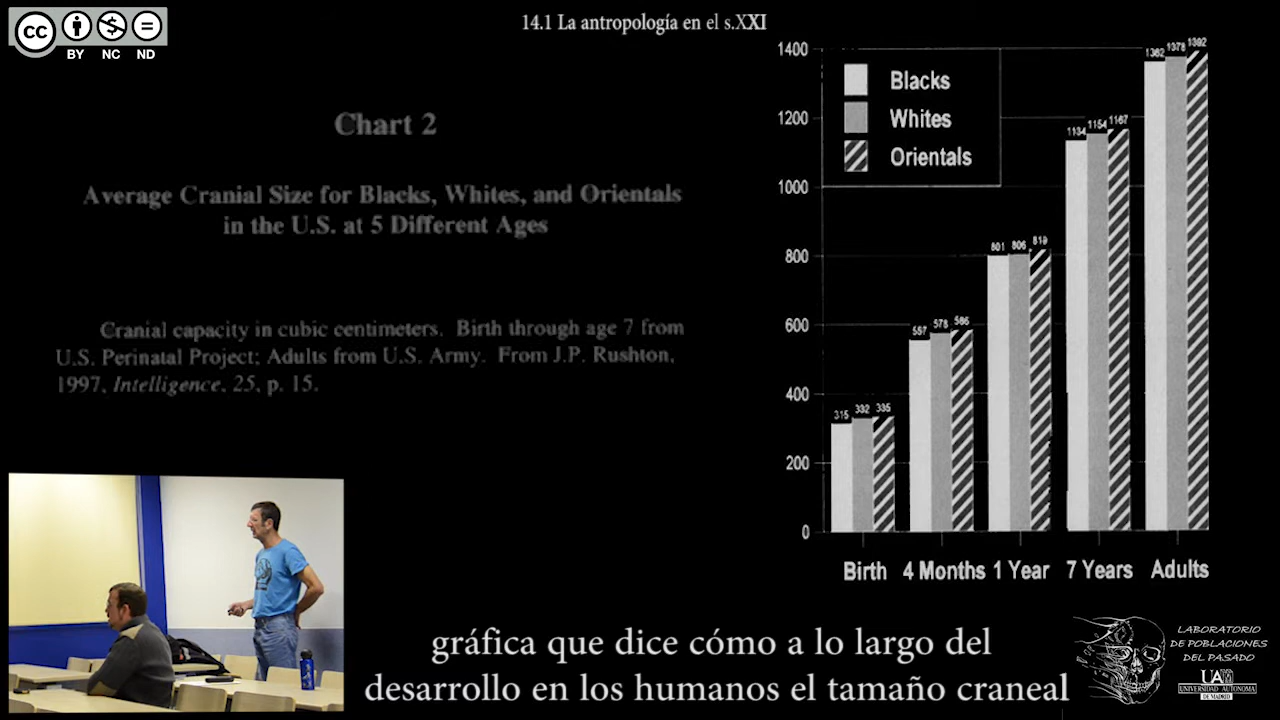 CC
BY NC ND
14.1 La antropología en el s.XXI
Chart 2
Average Cranial Size for Blacks, Whites, and Orientals
in the U.S. at 5 Different Ages
Cranial capacity in cubic centimeters. Birth through age 7 from
U.S. Perinatal Project; Adults from U.S. Army. From J.P. Rushton,
1997, Intelligence, 25, p. 15.
1400
1200
1000
800
600
400
200
0
Blacks
Whites
Orientals
315 332 335
557 578 586
801 806 819
1134 1154 1167
1362 1378 1392
Birth 4 Months 1 Year 7 Years Adults
gráfica que dice cómo a lo largo del
desarrollo en los humanos el tamaño craneal
LABORATORIO
DE POBLACIONES
DEL PASADO
UAM
UNIVERSIDAD AUTONOMA
DE MADRID